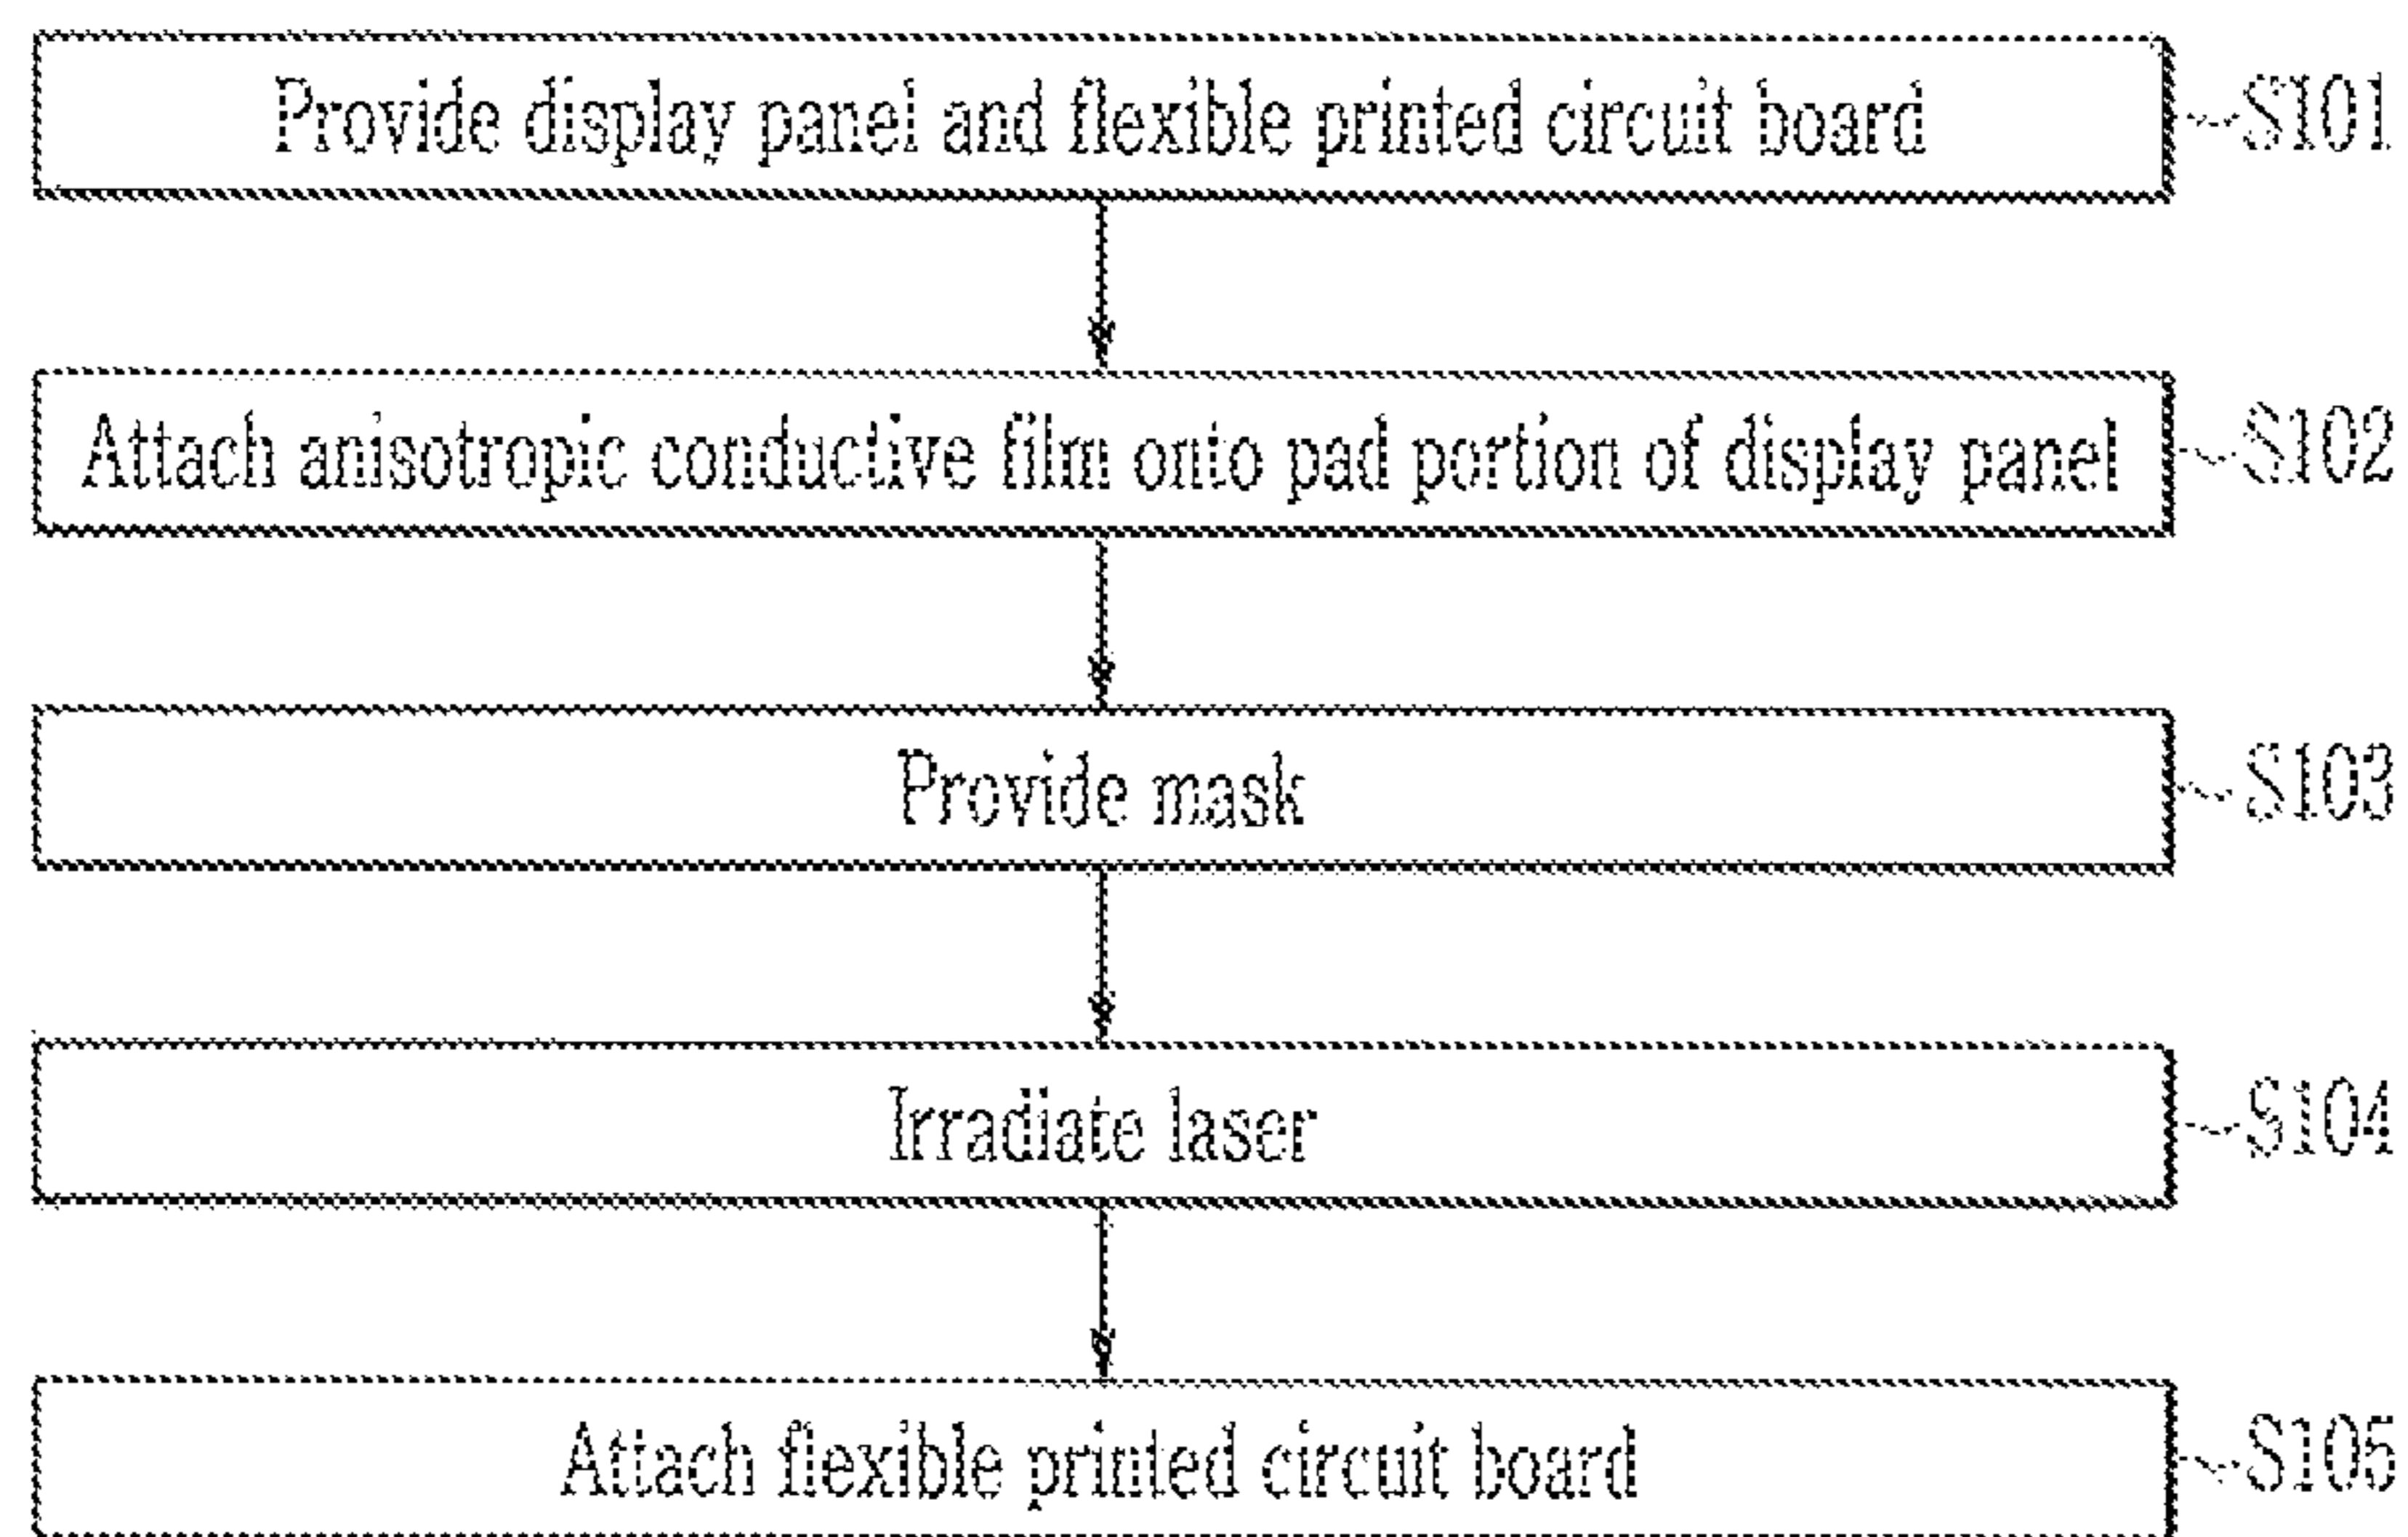 Provide display panel and flexible printed circuit board S101
Attach anisotropic conductive film onto pad portion of display panel S102
Provide mask S103
Irradiate laser S104
Attach flexible printed circuit board S105